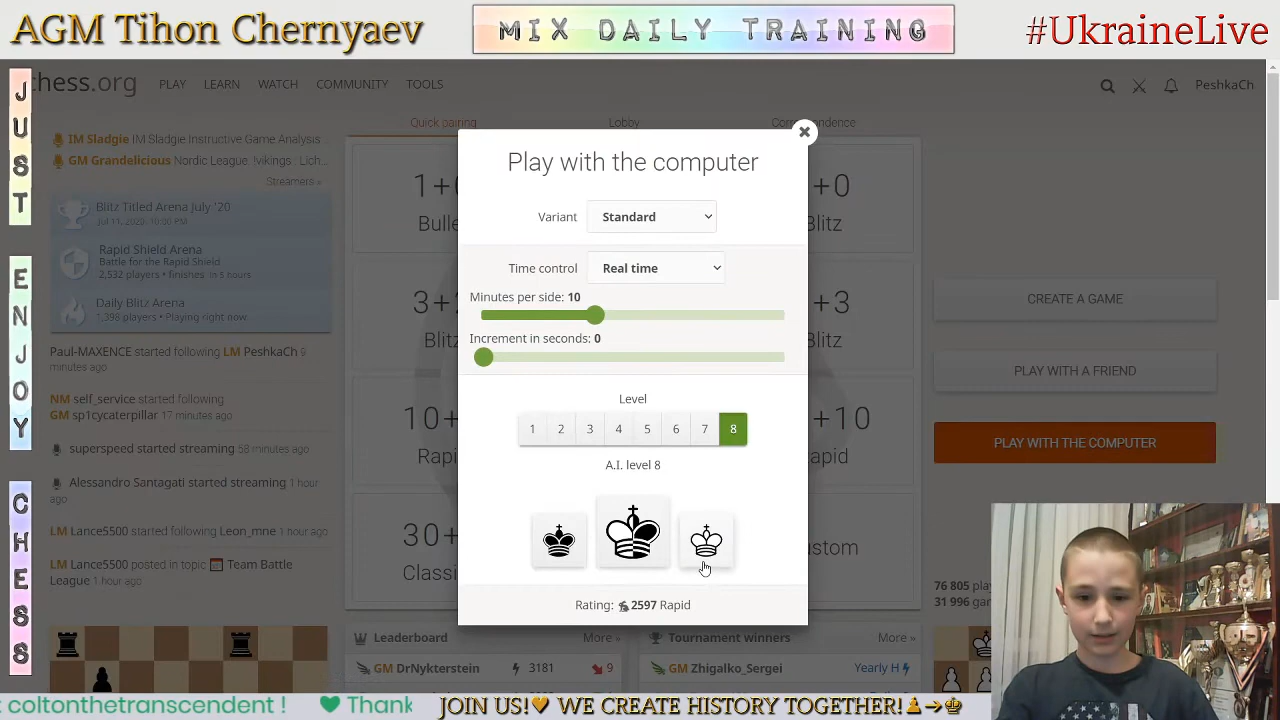 AGM Tihon Chernyaev
MIX DAILY TRAINING
#UkraineLive
JUST
ENJOY
CHESS
chess.org
PLAY
LEARN
WATCH
COMMUNITY
TOOLS
PeshkaCh
IM Sladgie IM Sladgie Instructive Game Analysis
GM Grandelicious Nordic League. !vikings : Lich...
Streamers »
Blitz Titled Arena July '20
Jul 11, 2020, 10:00 PM
Rapid Shield Arena
Battle for the Rapid Shield
2,532 players • finishes in 5 hours
Daily Blitz Arena
1,398 players • Playing right now
Paul-MAXENCE started following LM PeshkaCh 9
minutes ago
NM self_service started following
GM sp1cycaterpillar 17 minutes ago
superspeed started streaming 58 minutes ago
Alessandro Santagati started streaming 1 hour
ago
LM Lance5500 started following Leon_mne 1 hour ago
LM Lance5500 posted in topic Team Battle
League 1 hour ago
Quick pairing
Lobby
Correspondence
Play with the computer
Variant Standard
Time control Real time
Minutes per side: 10
Increment in seconds: 0
Level
1 2 3 4 5 6 7 8
A.I. level 8
Rating: 2597 Rapid
CREATE A GAME
PLAY WITH A FRIEND
PLAY WITH THE COMPUTER
Leaderboard More »
GM DrNykterstein 3181 9
Tournament winners More »
GM Zhigalko_Sergei Yearly H
coltonthetranscendent !
Thank
JOIN US! WE CREATE HISTORY TOGETHER!